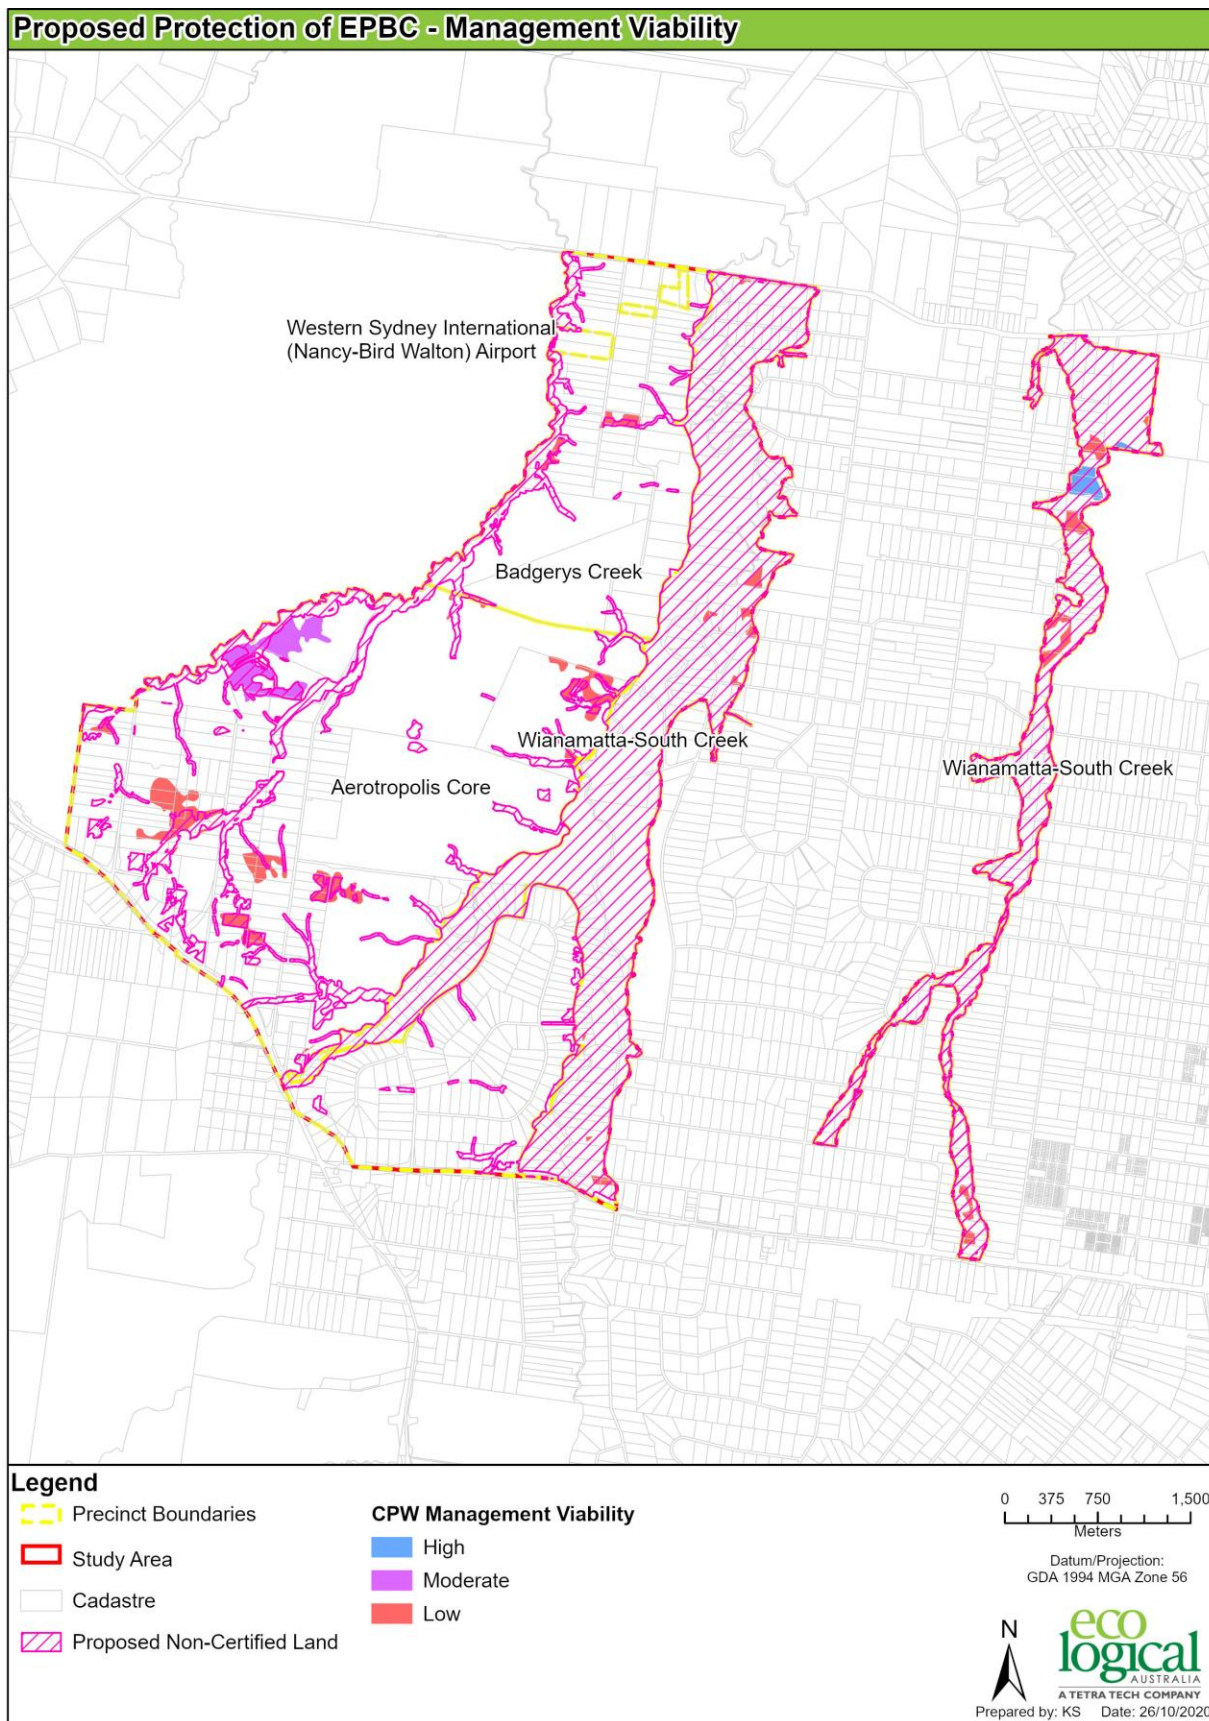 Proposed Protection of EPBC - Management Viability
Western Sydney International
(Nancy-Bird Walton) Airport
Badgerys Creek
Wianamatta-South Creek
Wianamatta-South Creek
Aerotropolis Core
Legend
Precinct Boundaries
Study Area
Cadastre
Proposed Non-Certified Land
CPW Management Viability
High
Moderate
Low
0 375 750 1,500
Meters
Datum/Projection:
GDA 1994 MGA Zone 56
N
eco
logical
AUSTRALIA
A TETRA TECH COMPANY
Prepared by: KS Date: 26/10/2020